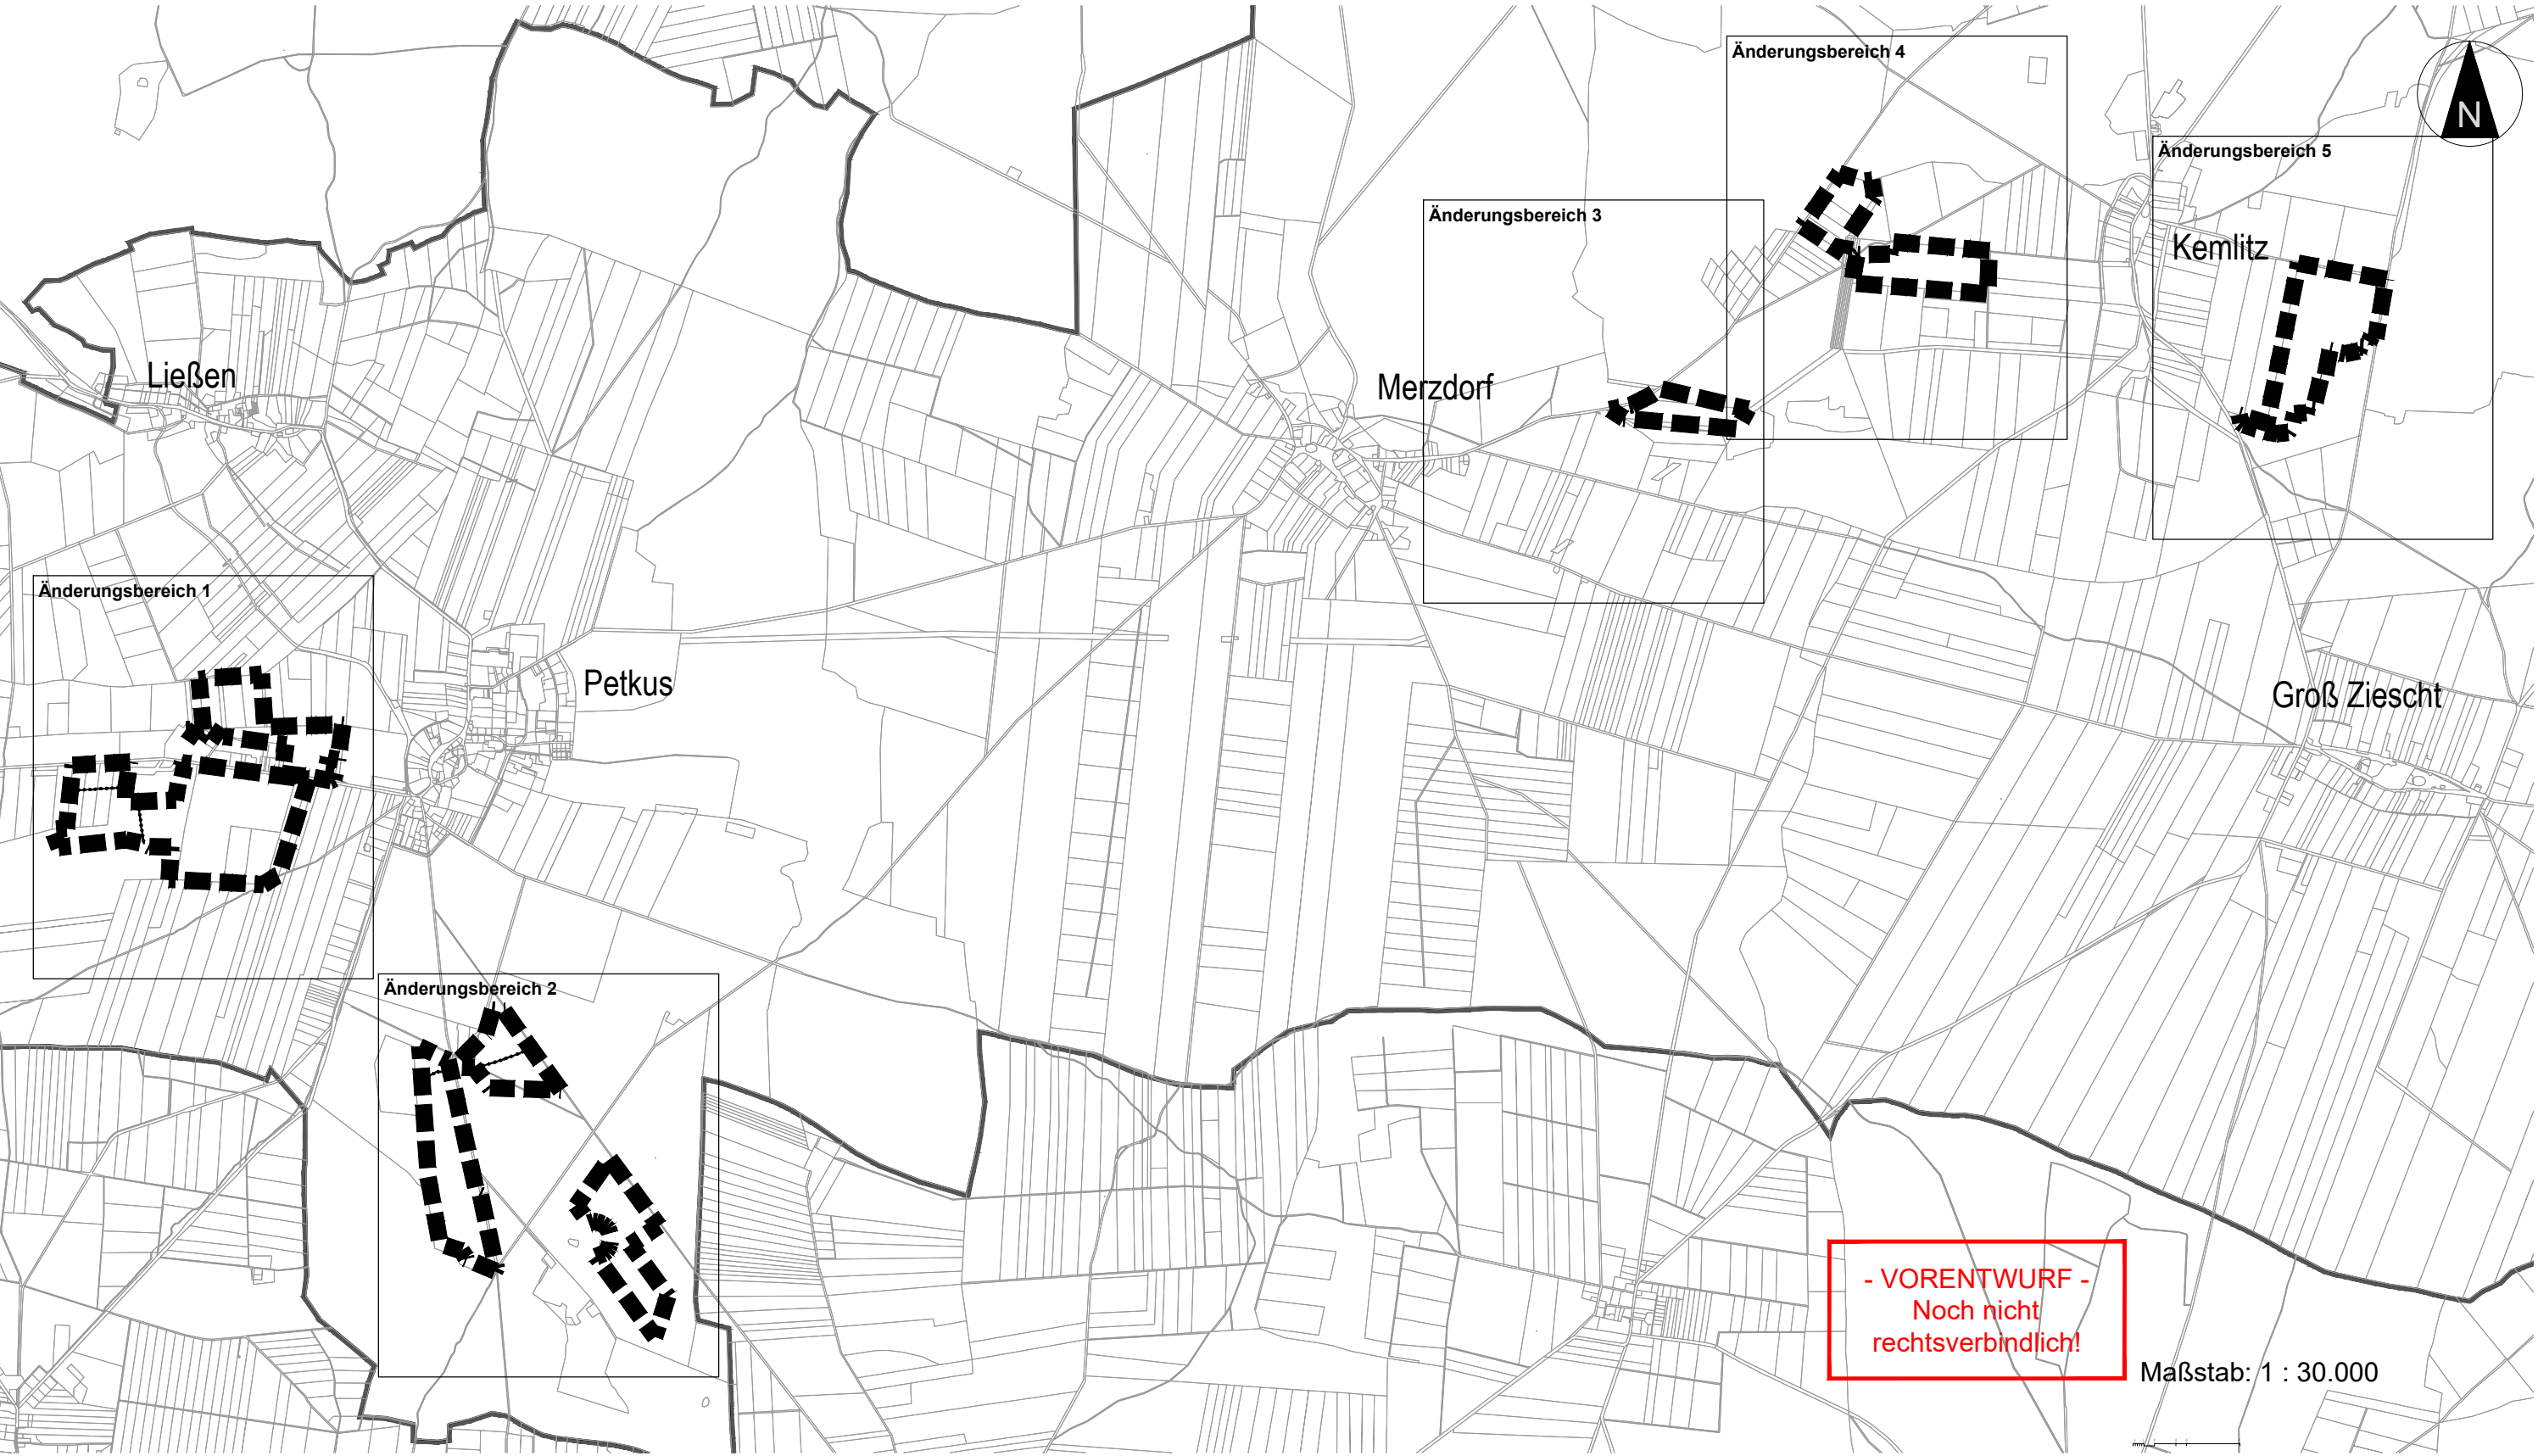 Änderungsbereich 4
N
Änderungsbereich 5
Änderungsbereich 3
Kemlitz
Ließen
Merzdorf
Änderungsbereich 1
Petkus
Groß Ziescht
Änderungsbereich 2
- VORENTWURF -
Noch nicht
rechtsverbindlich!
Maßstab: 1 : 30.000